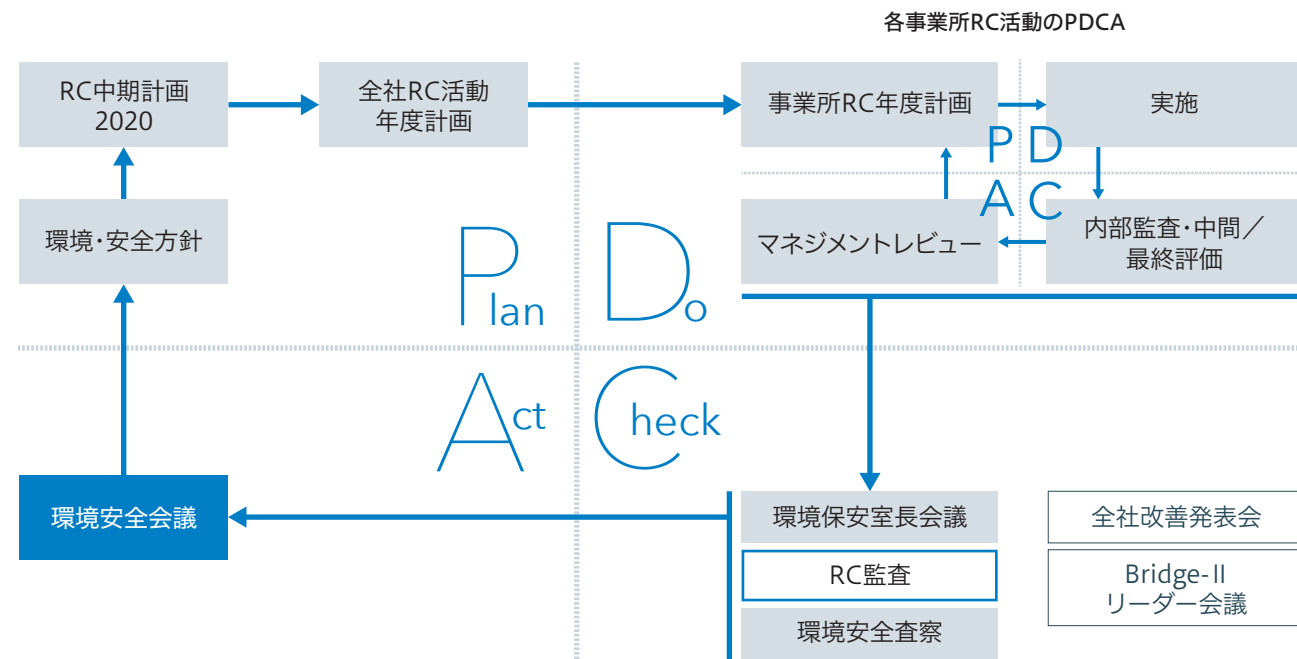 各事業所RC活動のPDCA
RC中期計画
2020
全社RC活動
年度計画
事業所RC年度計画
実施
P D
A C
環境・安全方針
マネジメントレビュー
内部監査・中間／
最終評価
Plan
Do
Act
Check
環境安全会議
環境保安室長会議
全社改善発表会
RC監査
Bridge-II
リーダー会議
環境安全査察